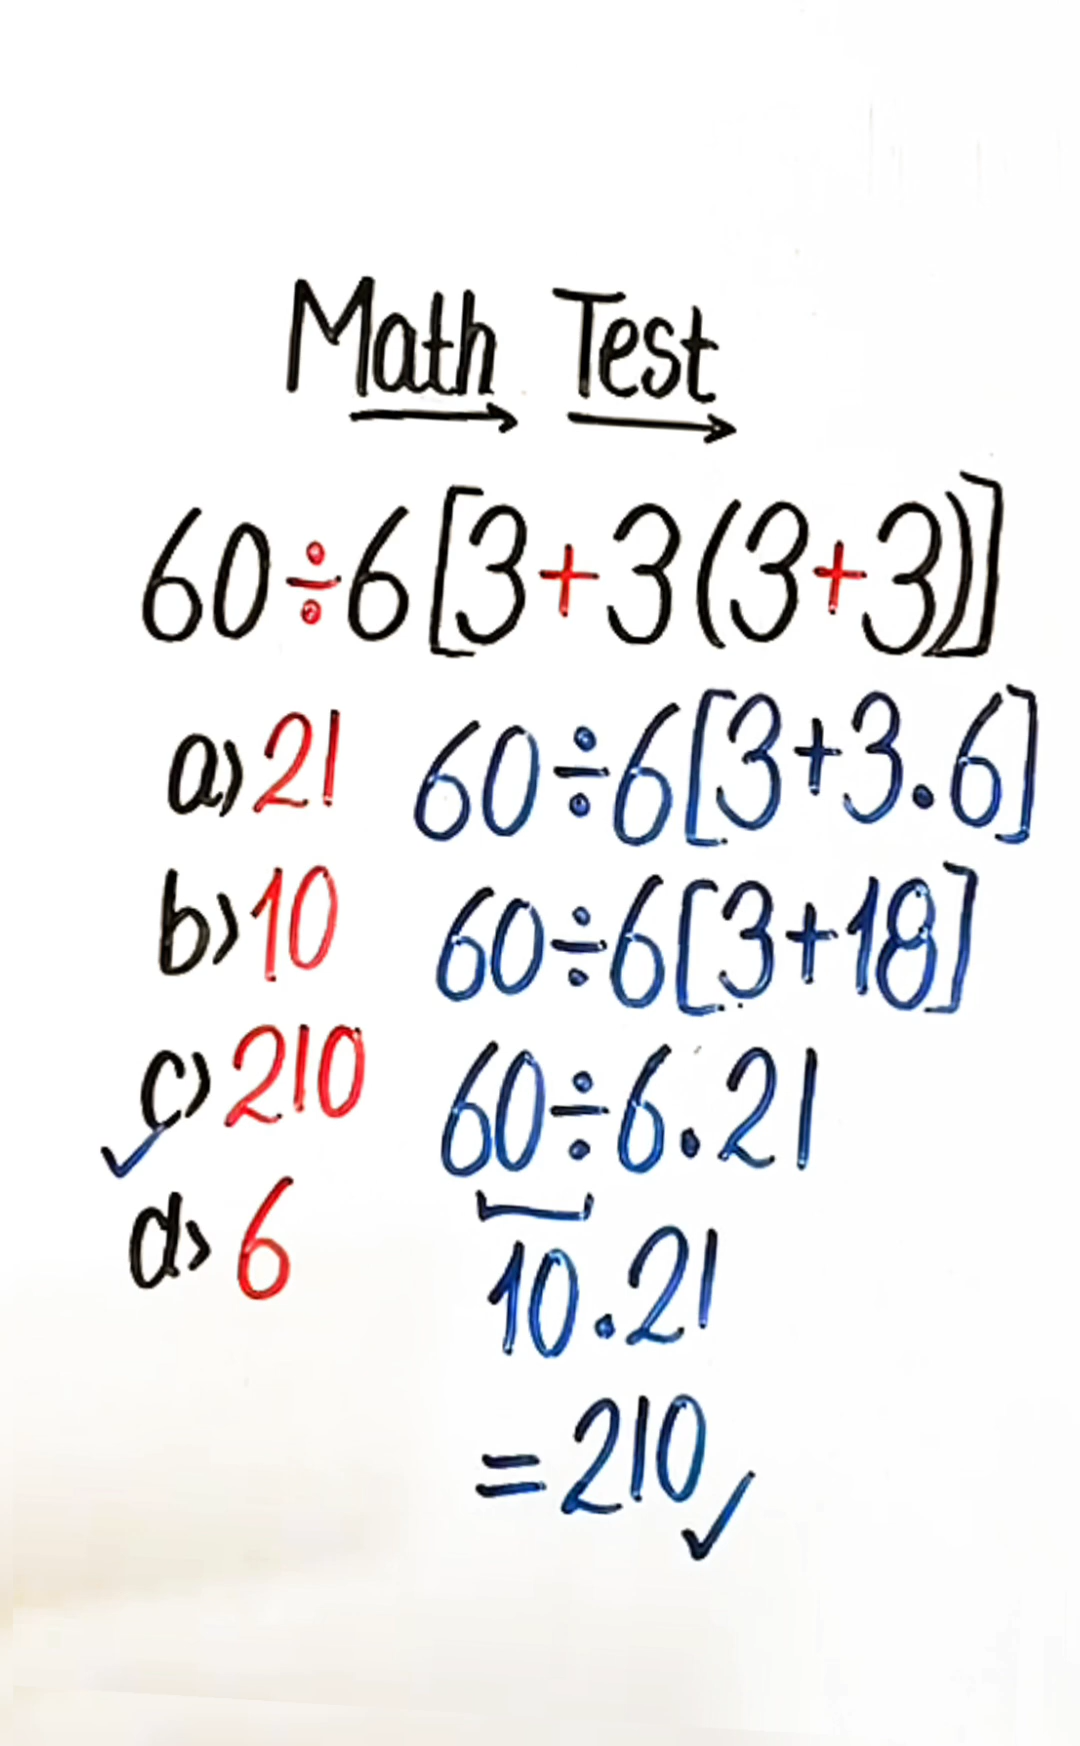 Math Test
60÷6[3+3(3+3)]
a) 21
60÷6[3+3.6]
b) 10
60÷6[3+18]
c) 210
60÷6.21
d) 6
10.21
=210